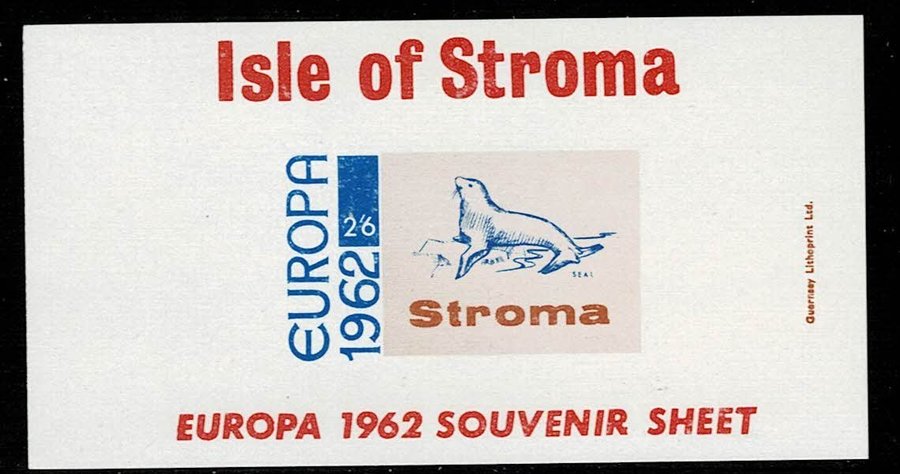 Isle of Stroma
EUROPA
1962
2/6
SEAL
Stroma
Guernsey Lithoprint Ltd.
EUROPA 1962 SOUVENIR SHEET